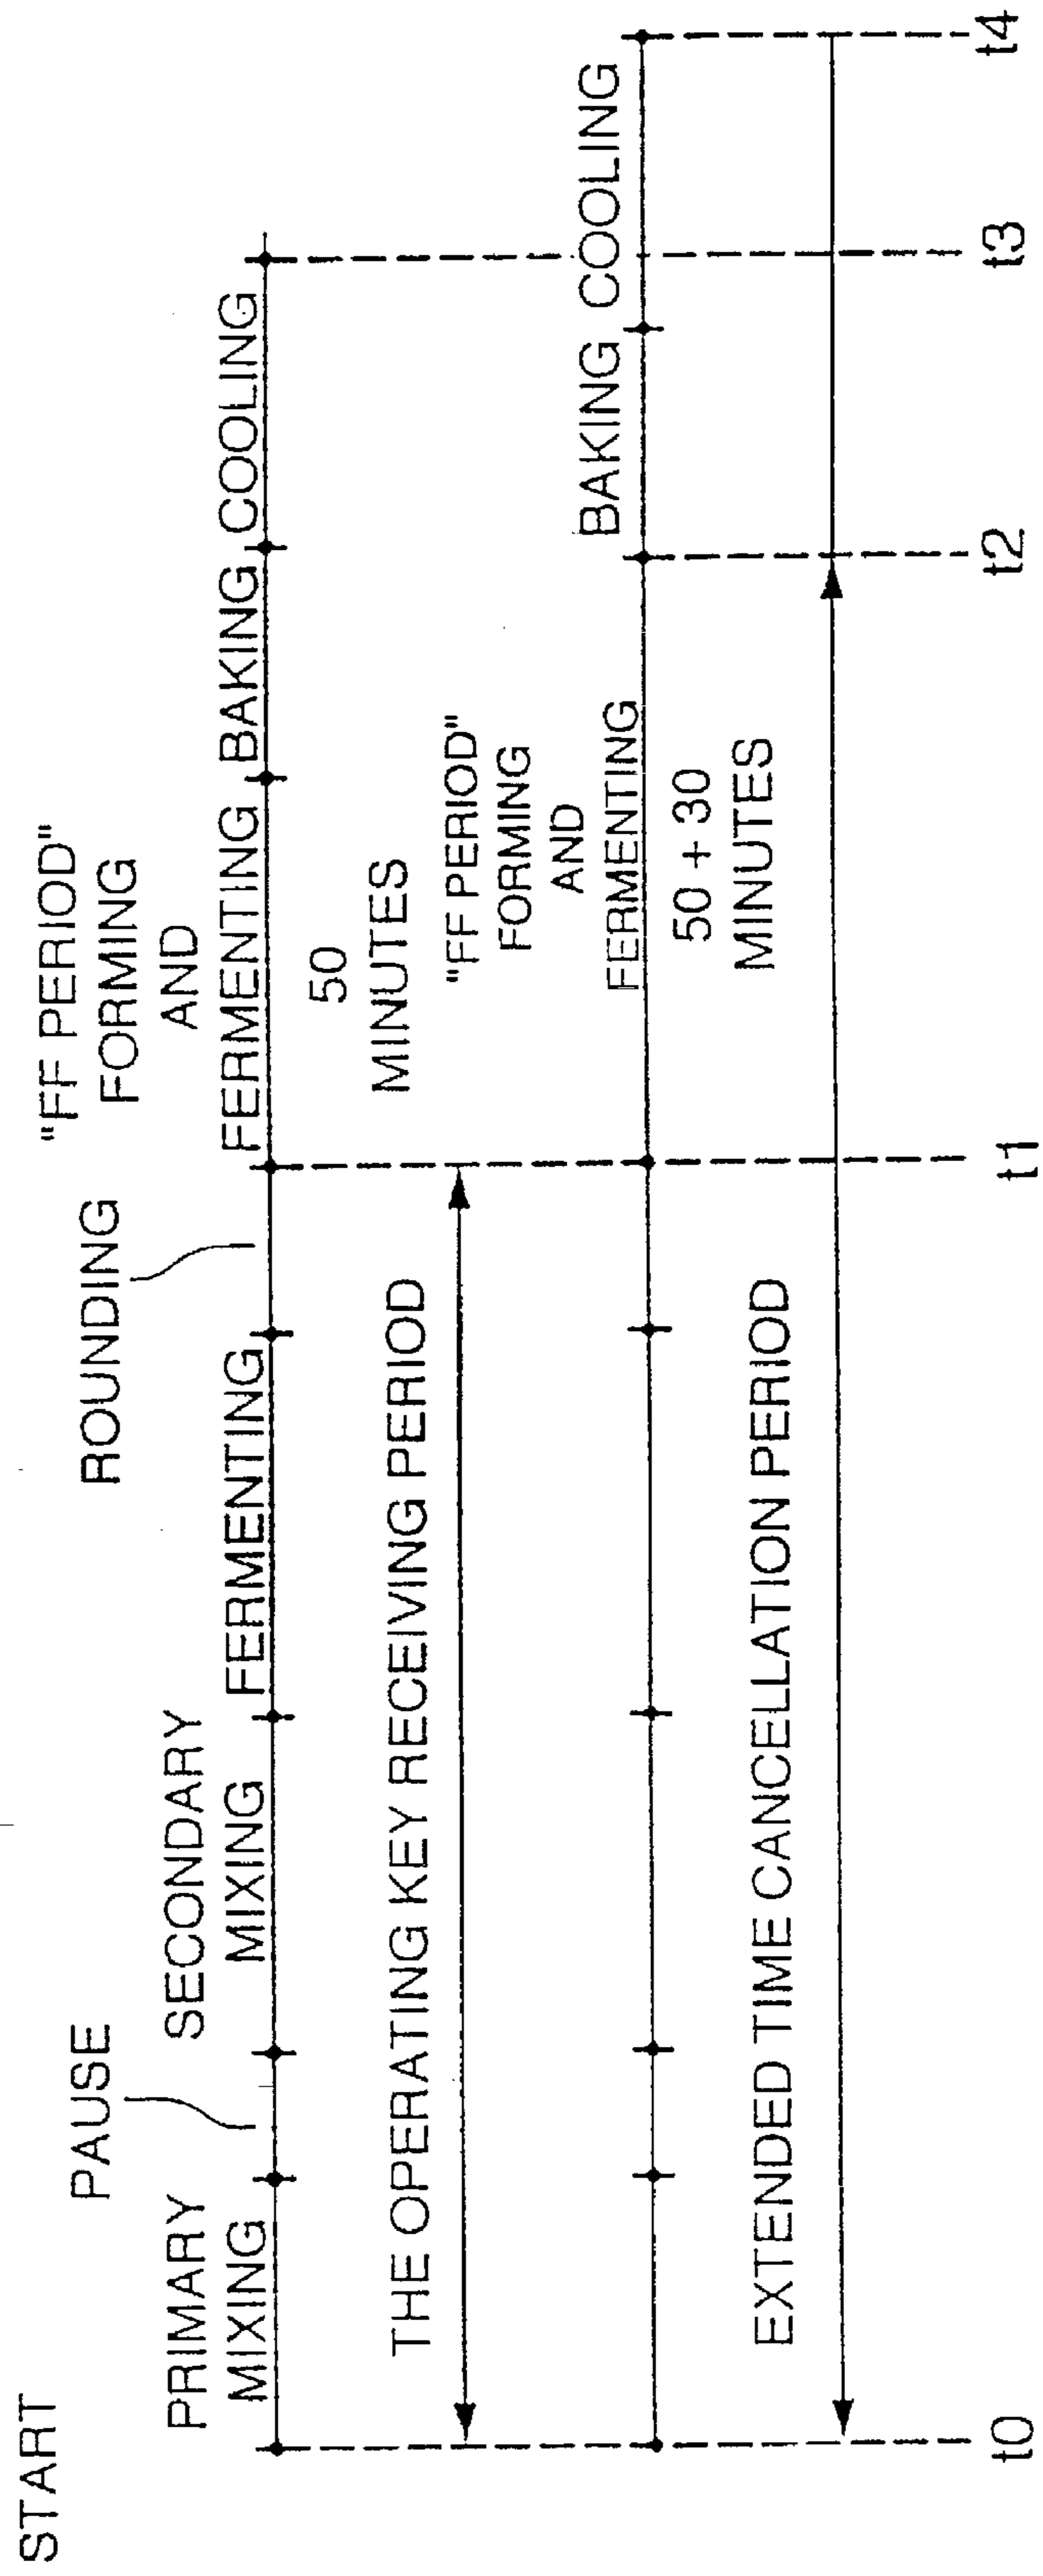 START
PRIMARY
MIXING
PAUSE
SECONDARY
MIXING
FERMENTING
ROUNDING
"FF PERIOD"
FORMING
AND
FERMENTING
BAKING
COOLING
50
MINUTES
THE OPERATING KEY RECEIVING PERIOD
"FF PERIOD"
FORMING
AND
FERMENTING
50 + 30
MINUTES
BAKING
COOLING
EXTENDED TIME CANCELLATION PERIOD
t0
t1
t2
t3
t4